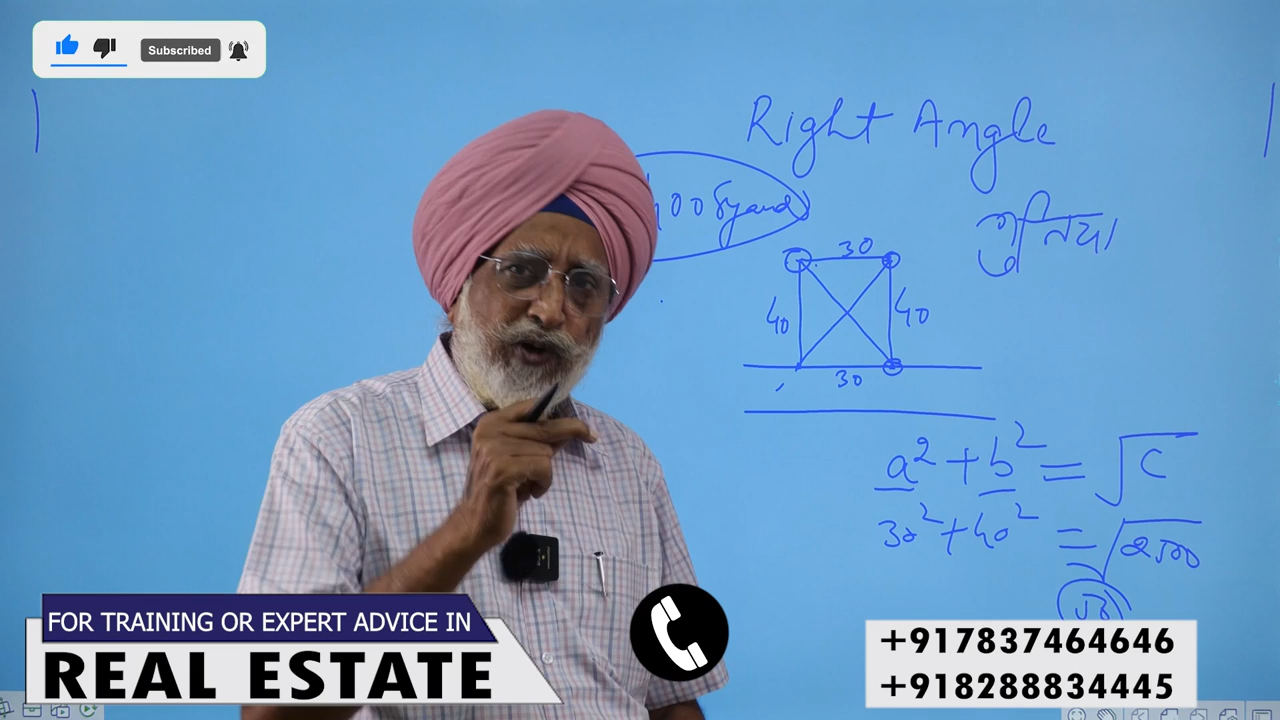 Subscribed
Right Angle
गुनिया
30
40
40
30
a² + b² = √C
30² + 40² = √2500
50
FOR TRAINING OR EXPERT ADVICE IN
REAL ESTATE
+917837464646
+918288834445